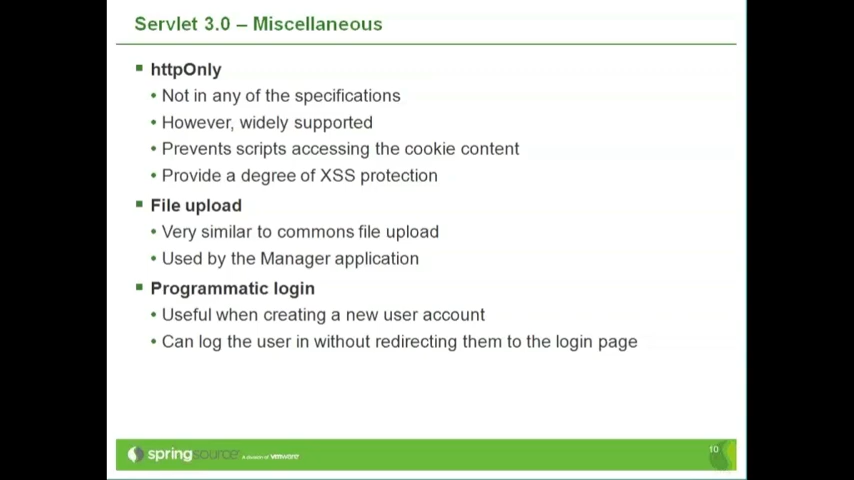 Servlet 3.0 – Miscellaneous
httpOnly
Not in any of the specifications
However, widely supported
Prevents scripts accessing the cookie content
Provide a degree of XSS protection
File upload
Very similar to commons file upload
Used by the Manager application
Programmatic login
Useful when creating a new user account
Can log the user in without redirecting them to the login page
springsource A division of vmware
10